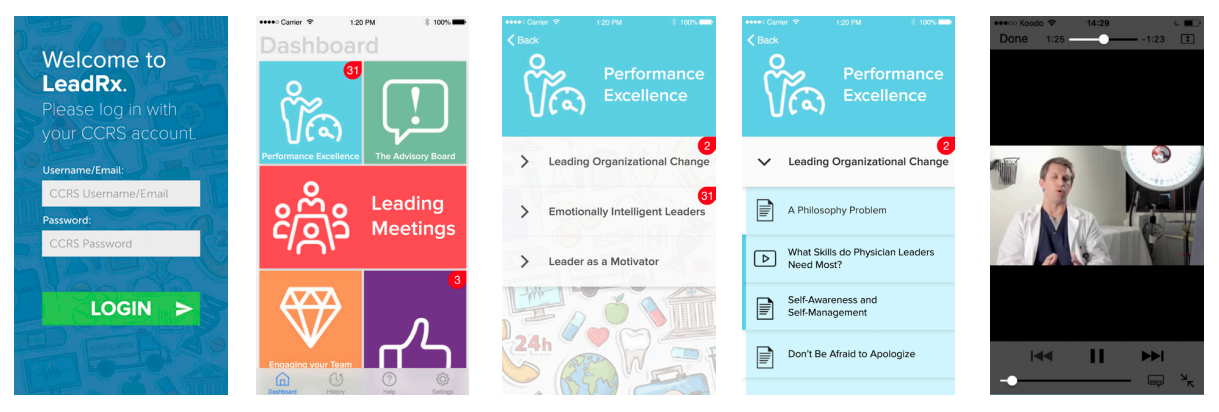 Welcome to
LeadRx.
Please log in with
your CCRS account.
Username/Email:
CCRS Username/Email
Password:
CCRS Password
LOGIN
Carrier 1:20 PM 100%
Dashboard
31
Performance Excellence
The Advisory Board
Leading
Meetings
3
Engaging your Team
Dashboard History Help Settings
Carrier 1:20 PM 100%
Back
Performance
Excellence
2
Leading Organizational Change
31
Emotionally Intelligent Leaders
Leader as a Motivator
24h
Carrier 1:20 PM 100%
Back
Performance
Excellence
2
Leading Organizational Change
A Philosophy Problem
What Skills do Physician Leaders
Need Most?
Self-Awareness and
Self-Management
Don't Be Afraid to Apologize
Koodo 14:29
Done 1:25 -1:23